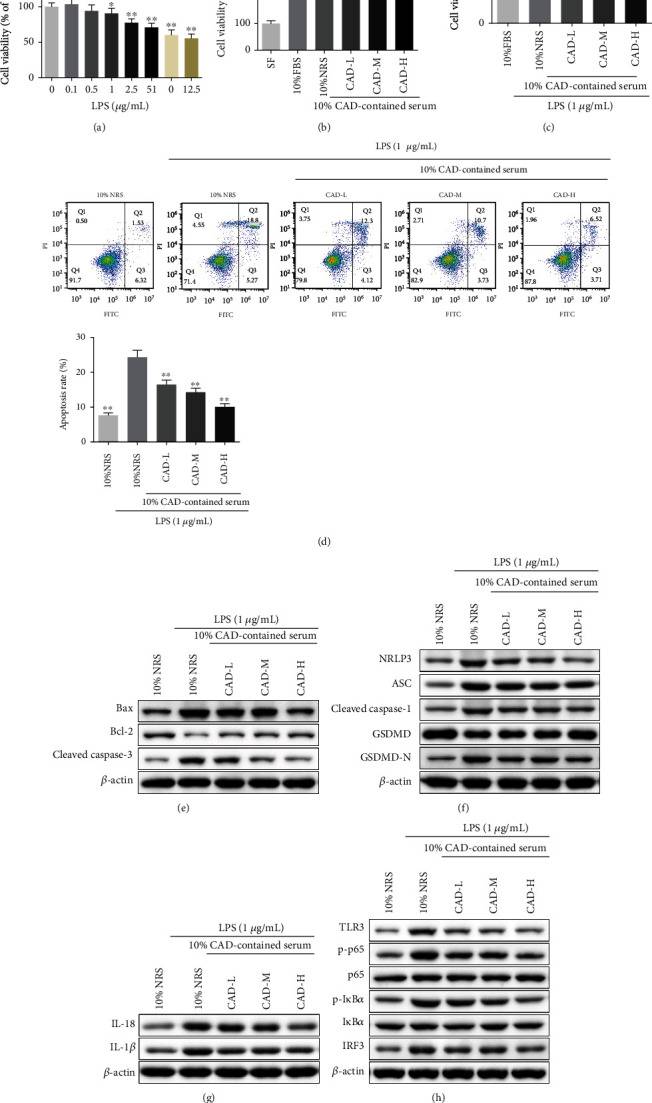 Cell viability (% of
100
50
0
0 0.1 0.5 1 2.5 51 0 12.5
* ** ** ** **
LPS (μg/mL)
(a)
Cell viability
100
0
SF 10%FBS 10%NRS CAD-L CAD-M CAD-H
10% CAD-contained serum
(b)
Cell via
0
10%FBS 10%NRS CAD-L CAD-M CAD-H
10% CAD-contained serum
LPS (1 μg/mL)
(c)
LPS (1 μg/mL)
10% CAD-contained serum
10% NRS 10% NRS CAD-L CAD-M CAD-H
Q1 0.50 Q2 1.53 Q4 91.7 Q3 6.32
Q1 4.55 Q2 18.8 Q4 71.4 Q3 5.27
Q1 3.75 Q2 12.3 Q4 79.8 Q3 4.12
Q1 2.71 Q2 10.7 Q4 82.9 Q3 3.73
Q1 1.96 Q2 6.52 Q4 87.8 Q3 3.71
PI PI PI PI PI
FITC FITC FITC FITC FITC
Apoptosis rate (%)
30
20
10
0
** ** ** **
10%NRS 10%NRS CAD-L CAD-M CAD-H
10% CAD-contained serum
LPS (1 μg/mL)
(d)
LPS (1 μg/mL)
10% CAD-contained serum
10% NRS 10% NRS CAD-L CAD-M CAD-H
Bax
Bcl-2
Cleaved caspase-3
β-actin
(e)
LPS (1 μg/mL)
10% CAD-contained serum
10% NRS 10% NRS CAD-L CAD-M CAD-H
NRLP3
ASC
Cleaved caspase-1
GSDMD
GSDMD-N
β-actin
(f)
LPS (1 μg/mL)
10% CAD-contained serum
10% NRS 10% NRS CAD-L CAD-M CAD-H
IL-18
IL-1β
β-actin
(g)
LPS (1 μg/mL)
10% CAD-contained serum
10% NRS 10% NRS CAD-L CAD-M CAD-H
TLR3
p-p65
p65
p-IκBα
IκBα
IRF3
β-actin
(h)